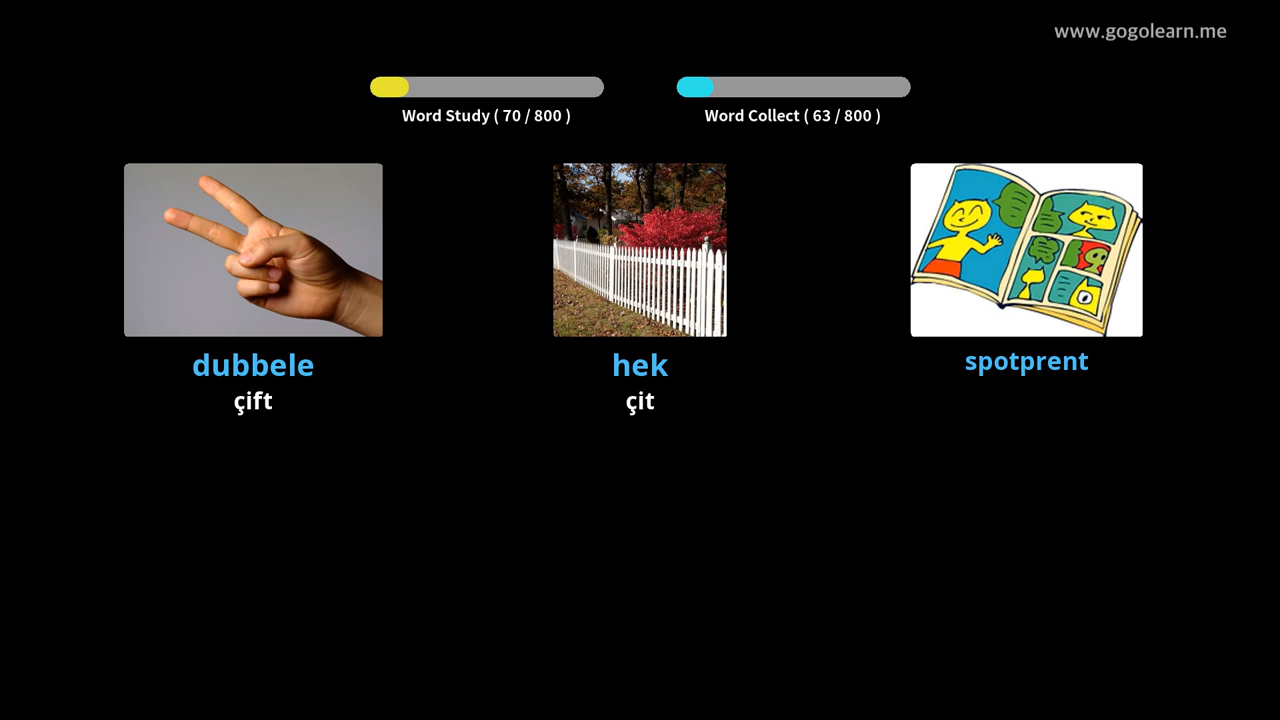 www.gogolearn.me
Word Study ( 70 / 800 )
Word Collect ( 63 / 800 )
dubbele
çift
hek
çit
spotprent